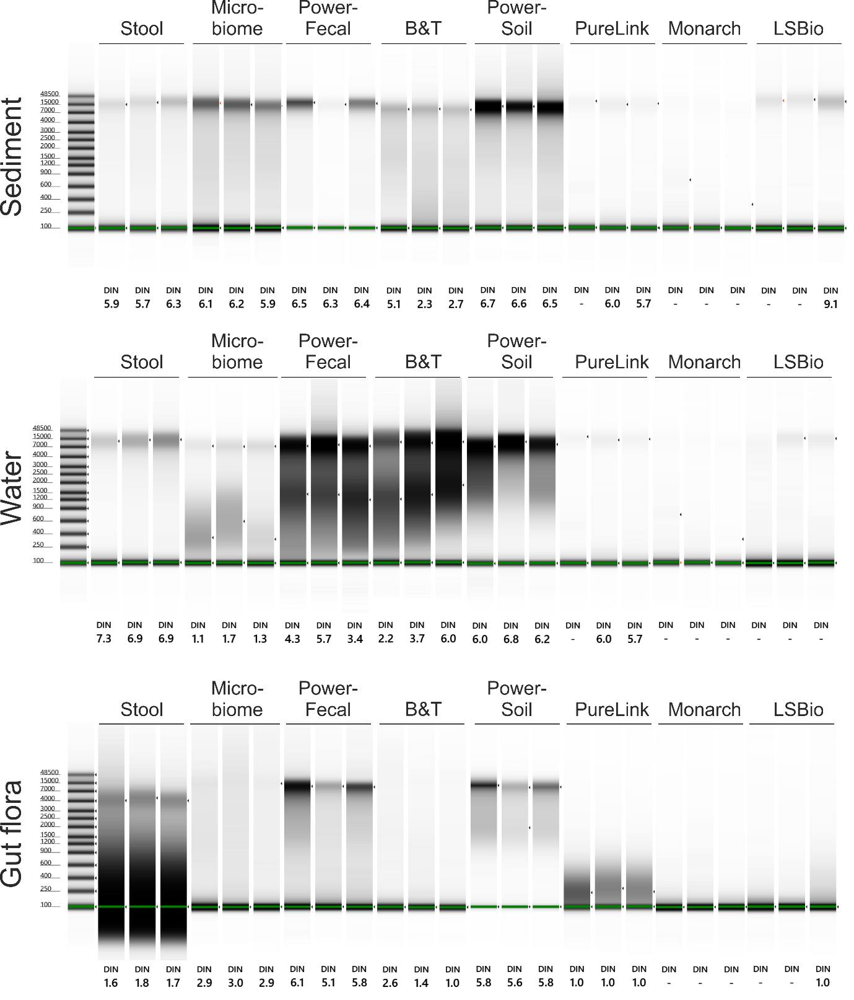 Micro-
Power-
Power-
Stool
biome
Fecal
B&T
Soil
PureLink
Monarch
LSBio
Sediment
48500
15000
7000
4000
3000
2500
2000
1500
1200
900
600
400
250
100
DIN DIN DIN DIN DIN DIN DIN DIN DIN DIN DIN DIN DIN DIN DIN DIN DIN DIN DIN DIN DIN DIN DIN DIN
5.9 5.7 6.3 6.1 6.2 5.9 6.5 6.3 6.4 5.1 2.3 2.7 6.7 6.6 6.5 - 6.0 5.7 - - - - - 9.1
Micro-
Power-
Power-
Stool
biome
Fecal
B&T
Soil
PureLink
Monarch
LSBio
Water
48500
15000
7000
4000
3000
2500
2000
1500
1200
900
600
400
250
100
DIN DIN DIN DIN DIN DIN DIN DIN DIN DIN DIN DIN DIN DIN DIN DIN DIN DIN DIN DIN DIN DIN DIN DIN
7.3 6.9 6.9 1.1 1.7 1.3 4.3 5.7 3.4 2.2 3.7 6.0 6.0 6.8 6.2 - 6.0 5.7 - - - - - -
Micro-
Power-
Power-
Stool
biome
Fecal
B&T
Soil
PureLink
Monarch
LSBio
Gut flora
48500
15000
7000
4000
3000
2500
2000
1500
1200
900
600
400
250
100
DIN DIN DIN DIN DIN DIN DIN DIN DIN DIN DIN DIN DIN DIN DIN DIN DIN DIN DIN DIN DIN DIN DIN DIN
1.6 1.8 1.7 2.9 3.0 2.9 6.1 5.1 5.8 2.6 1.4 1.0 5.8 5.6 5.8 1.0 1.0 1.0 - - - - - 1.0